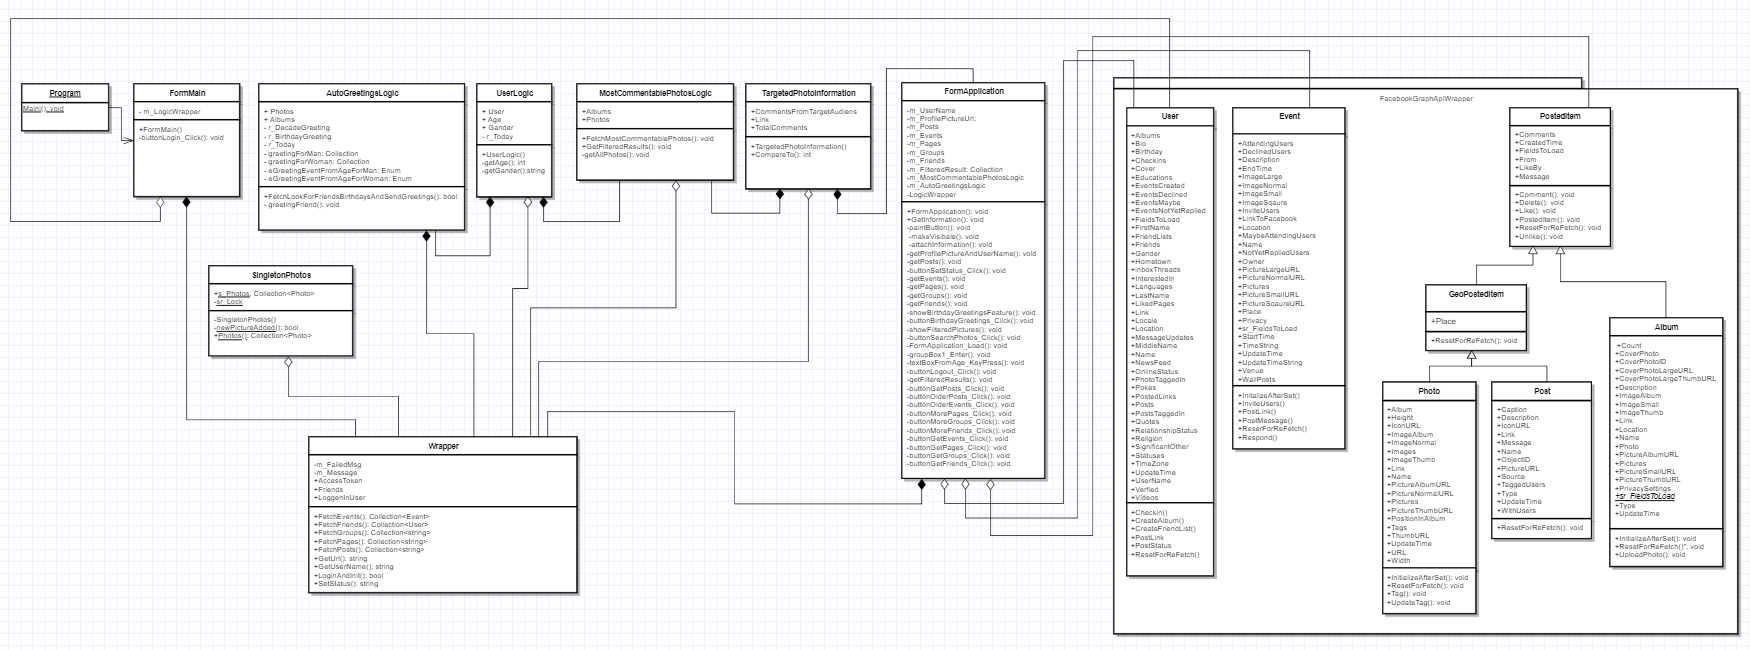 Program
Main(): void
FormMain
- m_LogicWrapper
+FormMain()
-buttonLogin_Click(): void
AutoGreetingsLogic
+ Photos
+ Albums
- r_DecadeGreeting
- r_BirthdayGreeting
- r_Today
- greetingForMan: Collection
- greetingForWoman: Collection
- eGreetingEventFromAgeForMan: Enum
- eGreetingEventFromAgeForWoman: Enum
+FetchLookForFriendsBirthdaysAndSendGreetings(): bool
- greetingFriend(): void
UserLogic
+ User
+ Age
+ Gander
- r_Today
+UserLogic()
-getAge(): int
-getGander():string
MostCommentablePhotosLogic
+Albums
+Photos
+FetchMostCommentablePhotos(): void
+GetFilteredResults(): void
-getAllPhotos(): void
TargetedPhotoInformation
+CommentsFromTargetAudiens
+Link
+TotalComments
+TargetedPhotoInformation()
+CompareTo(): int
FormApplication
-m_UserName
-m_ProfilePictureUrl;
-m_Posts
-m_Events
-m_Pages
-m_Groups
-m_Friends
-m_FilteredResult: Collection
-m_MostCommentablePhotosLogic
-m_AutoGreetingsLogic
-LogicWrapper
+FormApplication(): void
+GetInformation(): void
-paintButton(): void
-makeVisibale(): void
-attachInformation(): void
-getProfilePictureAndUserName(): void
-getPosts(): void
-buttonSetStatus_Click(): void
-getEvents(): void
-getPages(): void
-getGroups(): void
-getFriends(): void
-showBirthdayGreetingsFeature(): void
-buttonBirthdayGreetings_Click(): void
-showFilteredPictures(): void
-buttonSearchPhotos_Click(): void
-FormApplication_Load(): void
-groupBox1_Enter(): void
-textBoxFromAge_KeyPress(): void
-buttonLogout_Click(): void
-getFilteredResults(): void
-buttonGetPosts_Click(): void
-buttonOlderPosts_Click(): void
-buttonOlderEvents_Click(): void
-buttonMorePages_Click(): void
-buttonMoreGroups_Click(): void
-buttonMoreFriends_Click(): void
-buttonGetEvents_Click(): void
-buttonGetPages_Click(): void
-buttonGetGroups_Click(): void
-buttonGetFriends_Click(): void
SingletonPhotos
+s_Photos: Collection<Photo>
-sr_Lock
-SingletonPhotos()
-newPictureAdded(): bool
+Photos(): Collection<Photo>
Wrapper
-m_FailedMsg
-m_Message
+AccessToken
+Friends
+LoggenInUser
+FetchEvents(): Collection<Event>
+FetchFriends(): Collection<User>
+FetchGroups(): Collection<string>
+FetchPages(): Collection<string>
+FetchPosts(): Collection<string>
+GetUrl(): string
+GetUserName(): string
+LoginAndInit(): bool
+SetStatus(): string
FacebookGraphApiWrapper
User
+Albums
+Bio
+Birthday
+Checkins
+Cover
+Educations
+EventsCreated
+EventsDeclined
+EventsMaybe
+EventsNotYetReplied
+FieldsToLoad
+FirstName
+FriendLists
+Friends
+Gender
+Hometown
+inboxThreads
+InterestedIn
+Languages
+LastName
+LikedPages
+Link
+Locale
+Location
+MessageUpdates
+MiddleName
+Name
+NewsFeed
+OnlineStatus
+PhotoTaggedIn
+Pokes
+PostedLinks
+Posts
+PostsTaggedIn
+Quotes
+RelationshipStatus
+Religion
+SignificantOther
+Statuses
+TimeZone
+UpdateTime
+UserName
+Verfied
+Videos
+Checkin()
+CreateAlbum()
+CreateFriendList()
+PostLink
+PostStatus
+ResetForReFetch()
Event
+AttendingUsers
+DeclinedUsers
+Description
+EndTime
+ImageLarge
+ImageNormal
+ImageSmall
+ImageSqaure
+InviteUsers
+LinkToFacebook
+Location
+MaybeAttendingUsers
+Name
+NotYetRepliedUsers
+Owner
+PictureLargeURL
+PictureNormalURL
+Pictures
+PictureSmallURL
+PictureSqaureURL
+Place
+Privacy
+sr_FieldsToLoad
+StartTime
+TimeString
+UpdateTime
+UpdateTimeString
+Venue
+WallPosts
+InitalizeAfterSet()
+InviteUsers()
+PostLink()
+PostMessage()
+ReserForReFetch()
+Respond()
PostedItem
+Comments
+CreatedTime
+FieldsToLoad
+From
+LikeBy
+Message
+Comment(): void
+Delete(): void
+Like(): void
+PostedItem(): void
+ResetForReFetch(): void
+Unlike(): void
GeoPostedItem
+Place
+ResetForReFetch(): void
Photo
+Album
+Height
+IconURL
+ImageAlbum
+ImageNormal
+Images
+ImageThumb
+Link
+Name
+PictureAlbumURL
+PictureNormalURL
+Pictures
+PictureThumbURL
+PositionInAlbum
+Tags
+ThumbURL
+UpdateTime
+URL
+Width
+InitializeAfterSet(): void
+ResetForFetch(): void
+Tag(): void
+UpdateTag(): void
Post
+Caption
+Description
+IconURL
+Link
+Message
+Name
+ObjectID
+PictureURL
+Source
+TaggedUsers
+Type
+UpdateTime
+WithUsers
+ResetForReFetch(): void
Album
+Count
+CoverPhoto
+CoverPhotoID
+CoverPhotoLargeURL
+CoverPhotoLargeThumbURL
+Description
+ImageAlbum
+ImageSmall
+ImageThumb
+Link
+Location
+Name
+Photo
+PictureAlbumURL
+Pictures
+PictureSmallURL
+PictureThumbURL
+PrivacySettings
+sr_FieldsToLoad
+Type
+UpdateTime
+InitializeAfterSet(): void
+ResetForReFetch()": void
+UploadPhoto(): void